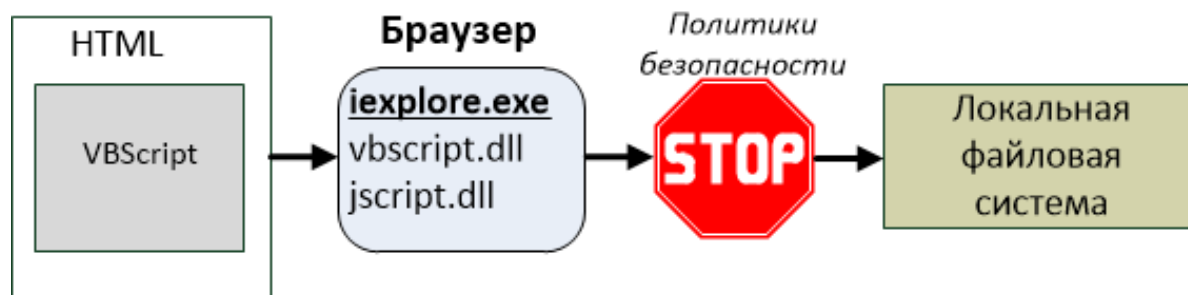 HTML
VBScript
Браузер
iexplore.exe
vbscript.dll
jscript.dll
Политики
безопасности
STOP
Локальная
файловая
система